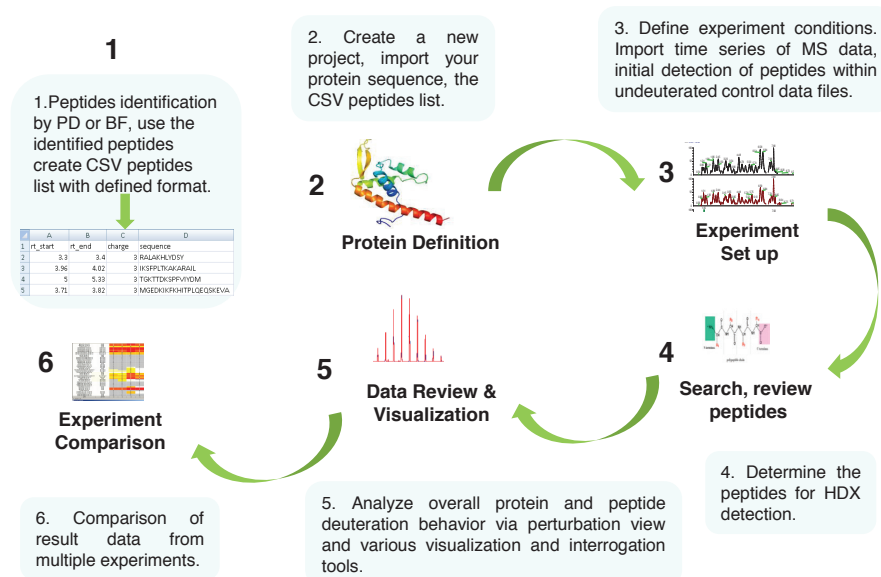 1
1.Peptides identification
by PD or BF, use the
identified peptides
create CSV peptides
list with defined format.
A B C D
1 rt_start rt_end charge sequence
2 3.3 3.4 3 RALAKHLYDSY
3 3.96 4.02 3 IKSFPLTKAKARAIL
4 5 5.33 3 TGKTTDKSPFVIYDM
5 3.71 3.82 3 MGEDKIKFKHITPLQEQSKEVA
2. Create a new
project, import your
protein sequence, the
CSV peptides list.
2
Protein Definition
3. Define experiment conditions.
Import time series of MS data,
initial detection of peptides within
undeuterated control data files.
3
Experiment
Set up
4
Search, review
peptides
4. Determine the
peptides for HDX
detection.
5
Data Review &
Visualization
5. Analyze overall protein and peptide
deuteration behavior via perturbation view
and various visualization and interrogation
tools.
6
Experiment
Comparison
6. Comparison of
result data from
multiple experiments.